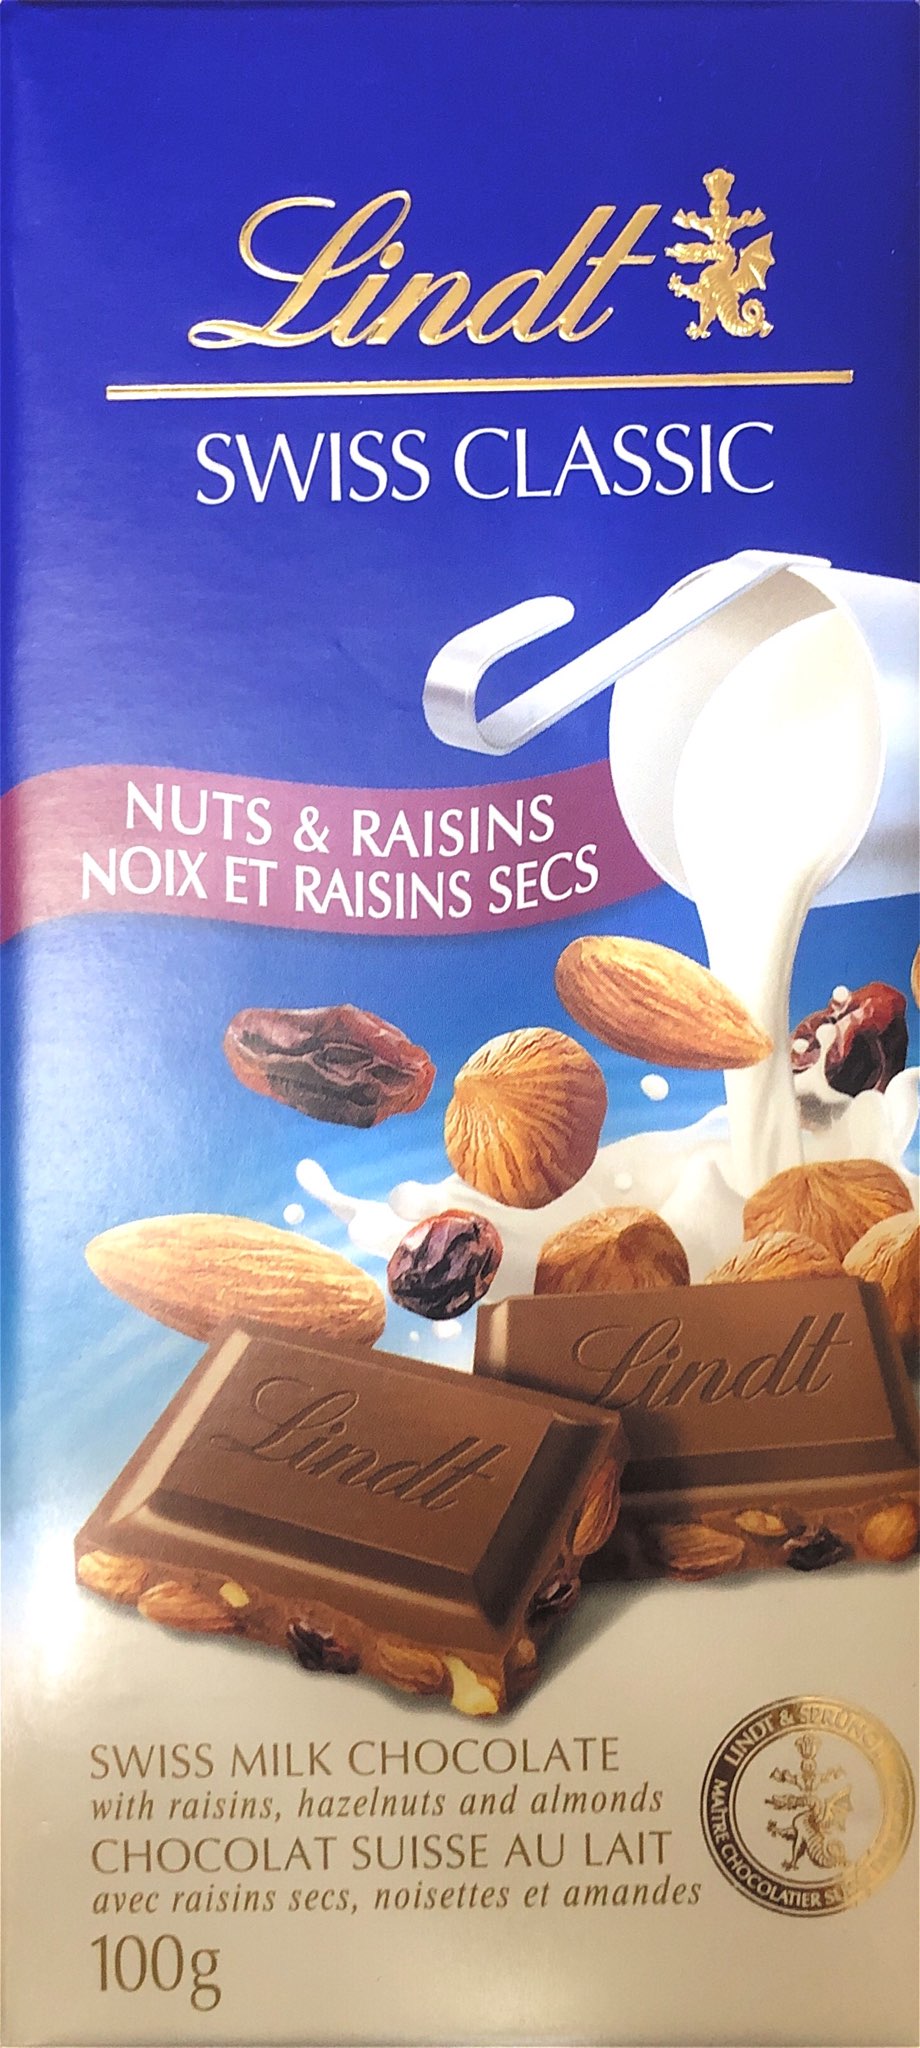 Lindt
SWISS CLASSIC
NUTS & RAISINS
NOIX ET RAISINS SECS
Lindt
Lindt
SWISS MILK CHOCOLATE
with raisins, hazelnuts and almonds
CHOCOLAT SUISSE AU LAIT
avec raisins secs, noisettes et amandes
100g
LINDT &
MAÎTRE CHOCOLATIER